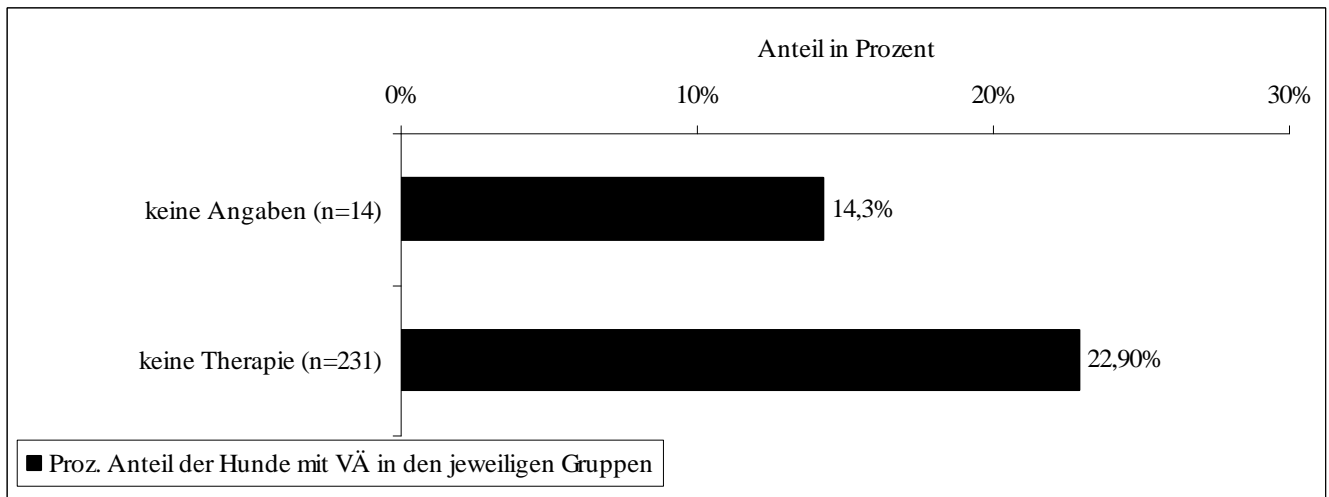 Anteil in Prozent
0% 10% 20% 30%
keine Angaben (n=14) 14,3%
keine Therapie (n=231) 22,90%
Proz. Anteil der Hunde mit VÄ in den jeweiligen Gruppen